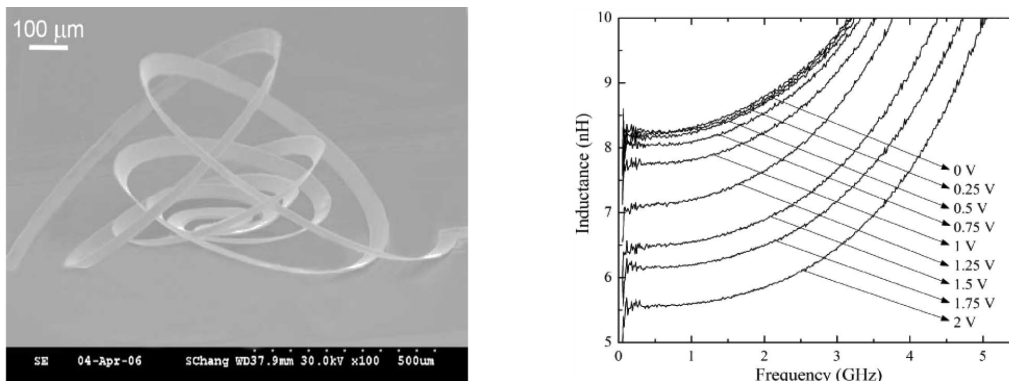 100 µm
SE 04-Apr-06 SChang WD37.9mm 30.0kV x100 500um
10
9
8
7
6
5
Inductance (nH)
0 V
0.25 V
0.5 V
0.75 V
1 V
1.25 V
1.5 V
1.75 V
2 V
0 1 2 3 4 5
Frequency (GHz)